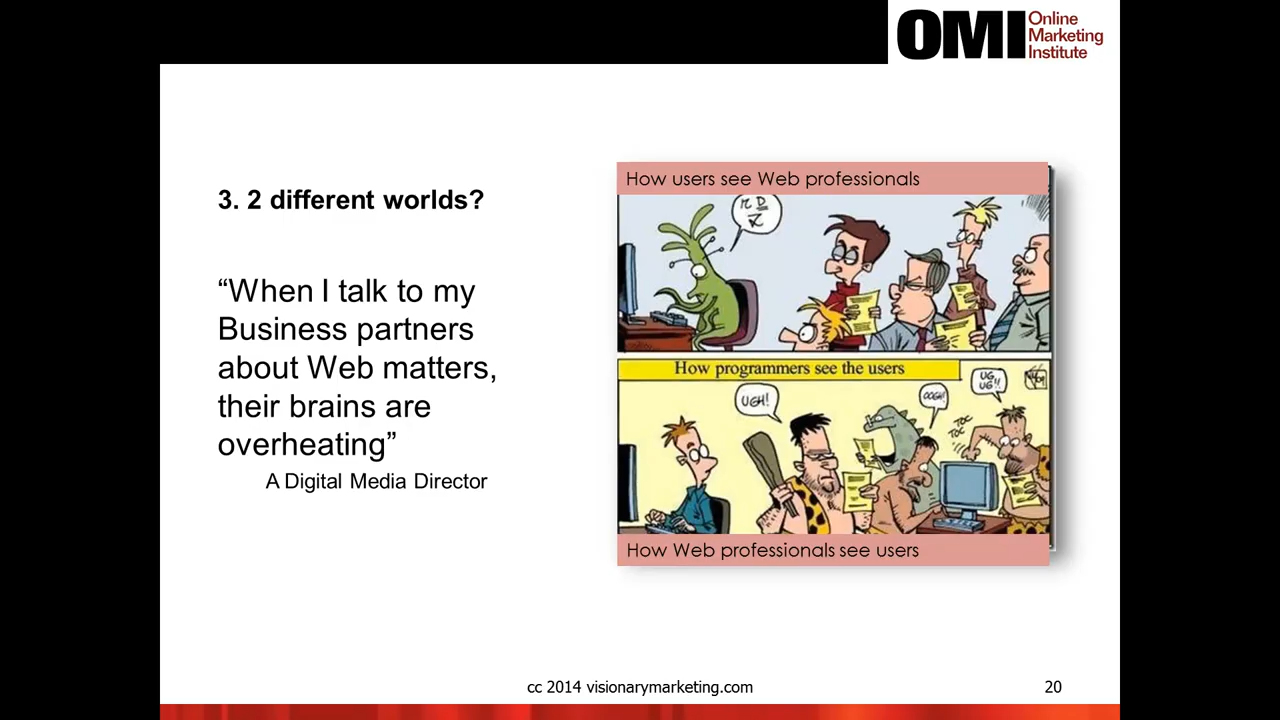 OMI Online
Marketing
Institute
3. 2 different worlds?
“When I talk to my
Business partners
about Web matters,
their brains are
overheating”
A Digital Media Director
How users see Web professionals
How programmers see the users
UGH!
OOGH!
UG,
UG!!
TOC
TOC
How Web professionals see users
cc 2014 visionarymarketing.com
20